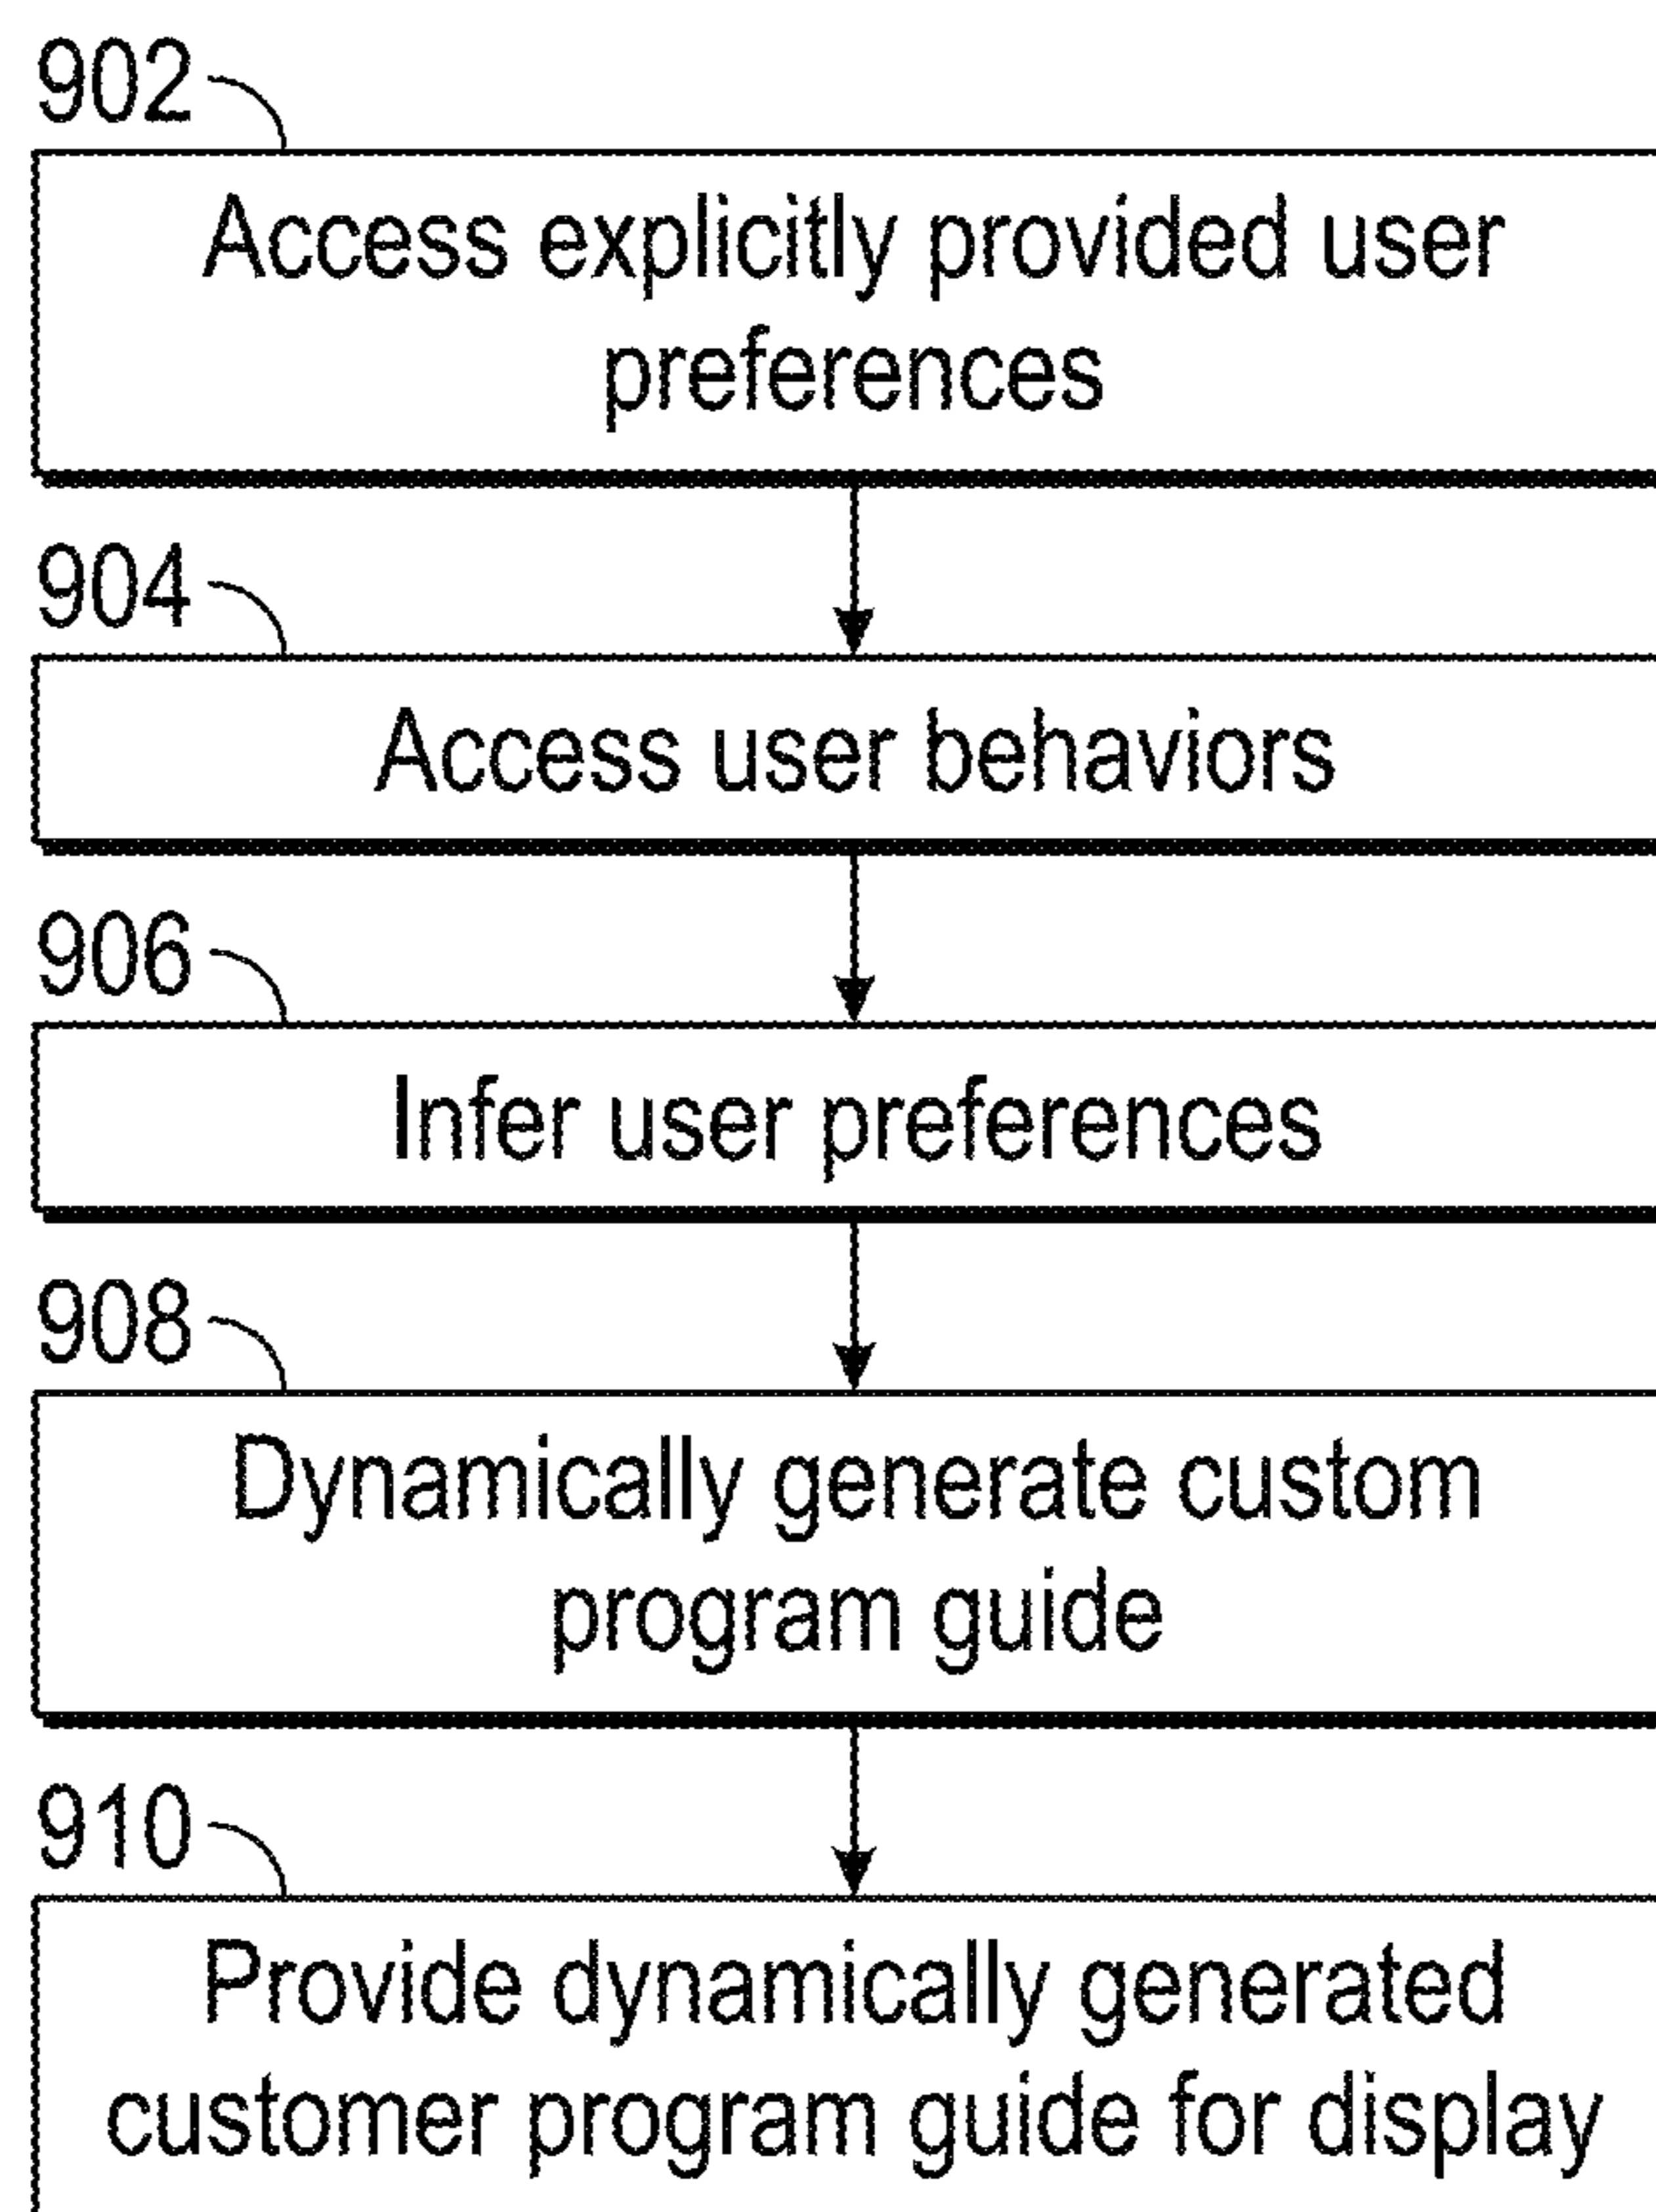 902
Access explicitly provided user
preferences
904
Access user behaviors
906
Infer user preferences
908
Dynamically generate custom
program guide
910
Provide dynamically generated
customer program guide for display